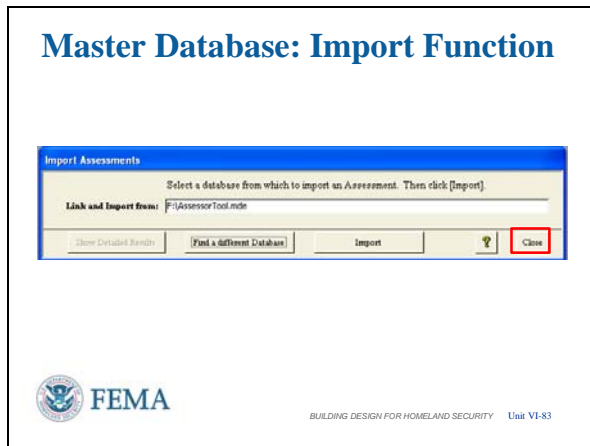 Master Database: Import Function
Import Assessments
Select a database from which to import an Assessment. Then click [Import].
Link and Import from: F:\AssessorTool.mde
Show Detailed Results Find a different Database Import ? Close
FEMA
BUILDING DESIGN FOR HOMELAND SECURITY Unit VI-83